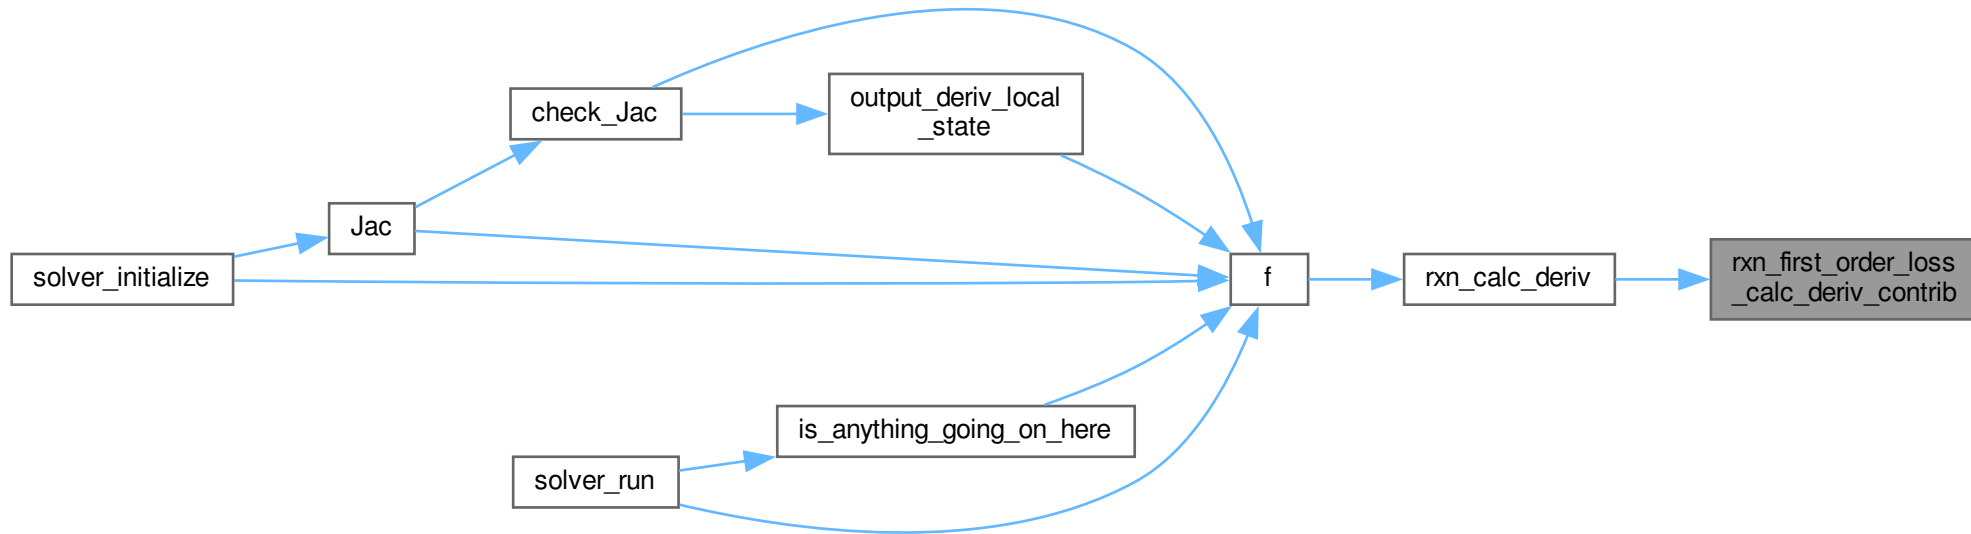 check_Jac
output_deriv_local
_state
Jac
solver_initialize
f
rxn_calc_deriv
rxn_first_order_loss
_calc_deriv_contrib
is_anything_going_on_here
solver_run